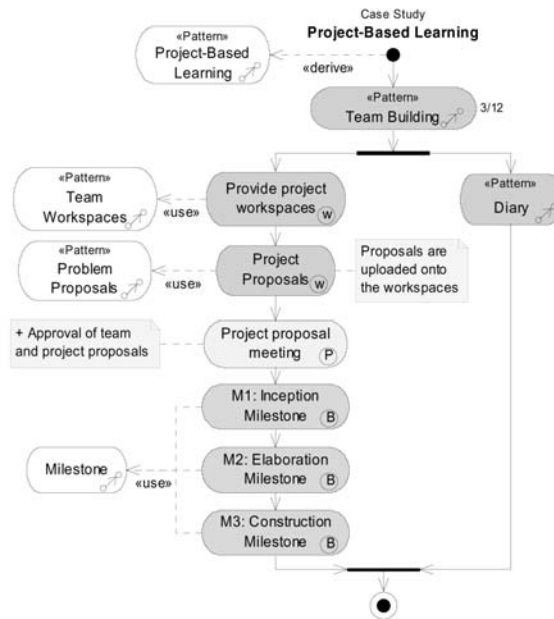 Case Study
Project-Based Learning
«Pattern»
Project-Based
Learning
«derive»
«Pattern»
Team Building
3/12
«Pattern»
Team
Workspaces
«use»
Provide project
workspaces
W
«Pattern»
Diary
«Pattern»
Problem
Proposals
«use»
Project
Proposals
W
Proposals are
uploaded onto
the workspaces
+ Approval of team
and project proposals
Project proposal
meeting
P
M1: Inception
Milestone
B
Milestone
«use»
M2: Elaboration
Milestone
B
M3: Construction
Milestone
B